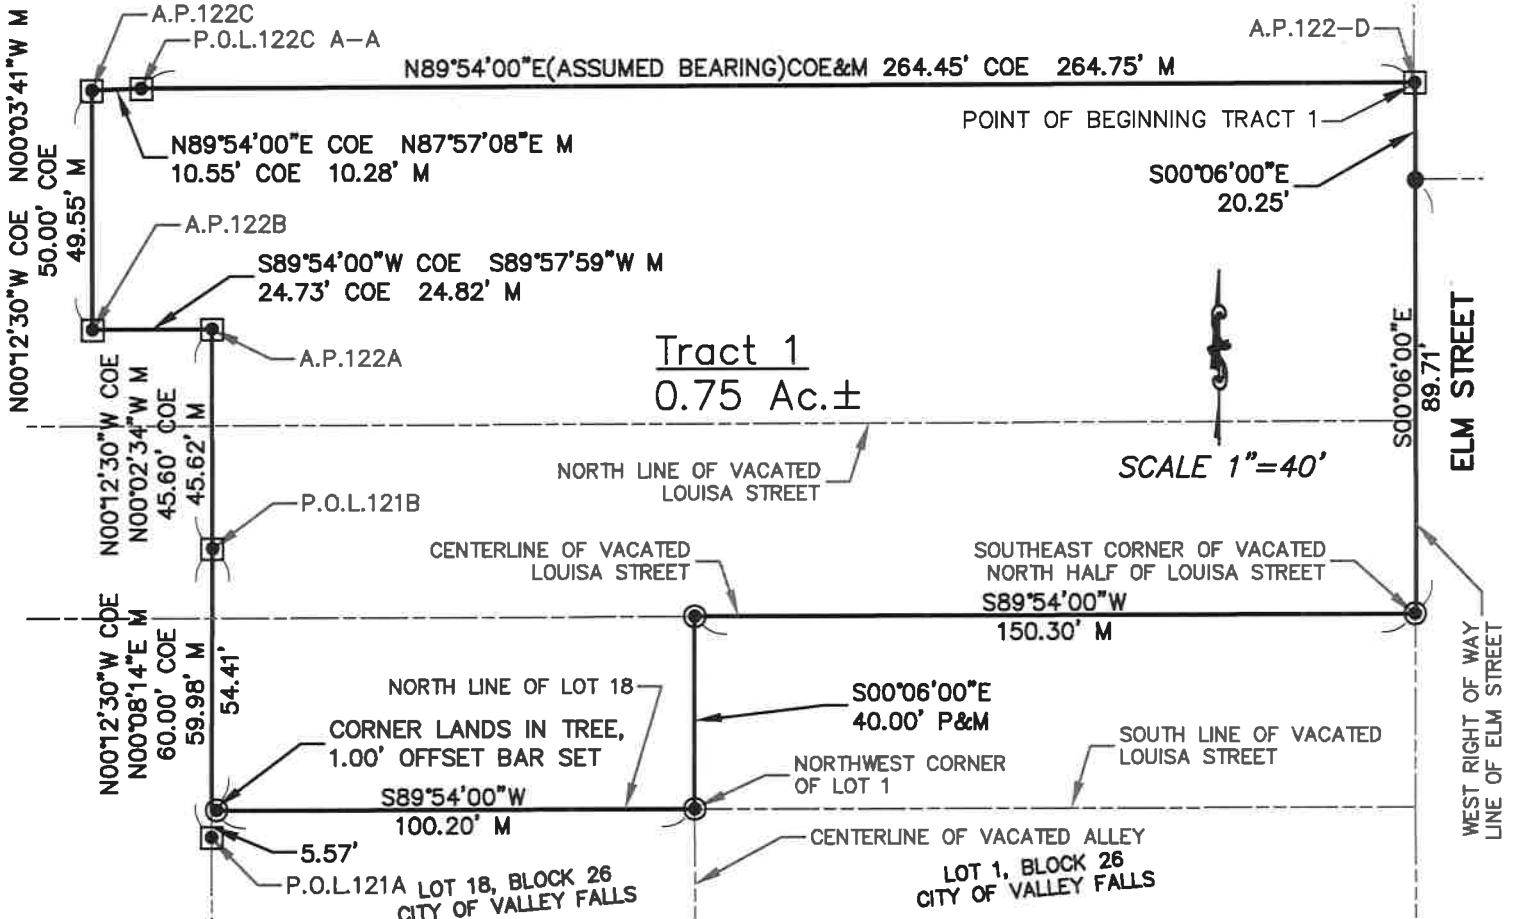 A.P.122C
P.O.L.122C A-A
A.P.122-D
N89°54'00"E(ASSUMED BEARING)COE&M 264.45' COE 264.75' M
POINT OF BEGINNING TRACT 1
N00°12'30"W COE N00°03'41"W M
50.00' COE
49.55' M
N89°54'00"E COE N87°57'08"E M
10.55' COE 10.28' M
S00°06'00"E
20.25'
A.P.122B
S89°54'00"W COE S89°57'59"W M
24.73' COE 24.82' M
A.P.122A
Tract 1
0.75 Ac.±
S00°06'00"E
89.71'
ELM STREET
SCALE 1"=40'
N00°12'30"W COE
N00°02'34"W M
45.60' COE
45.62' M
NORTH LINE OF VACATED
LOUISA STREET
P.O.L.121B
CENTERLINE OF VACATED
LOUISA STREET
SOUTHEAST CORNER OF VACATED
NORTH HALF OF LOUISA STREET
S89°54'00"W
150.30' M
N00°12'30"W COE
N00°08'14"E M
60.00' COE
59.98' M
54.41'
NORTH LINE OF LOT 18
S00°06'00"E
40.00' P&M
CORNER LANDS IN TREE,
1.00' OFFSET BAR SET
NORTHWEST CORNER
OF LOT 1
SOUTH LINE OF VACATED
LOUISA STREET
WEST RIGHT OF WAY
LINE OF ELM STREET
S89°54'00"W
100.20' M
5.57'
P.O.L.121A
CENTERLINE OF VACATED ALLEY
LOT 18, BLOCK 26
CITY OF VALLEY FALLS
LOT 1, BLOCK 26
CITY OF VALLEY FALLS